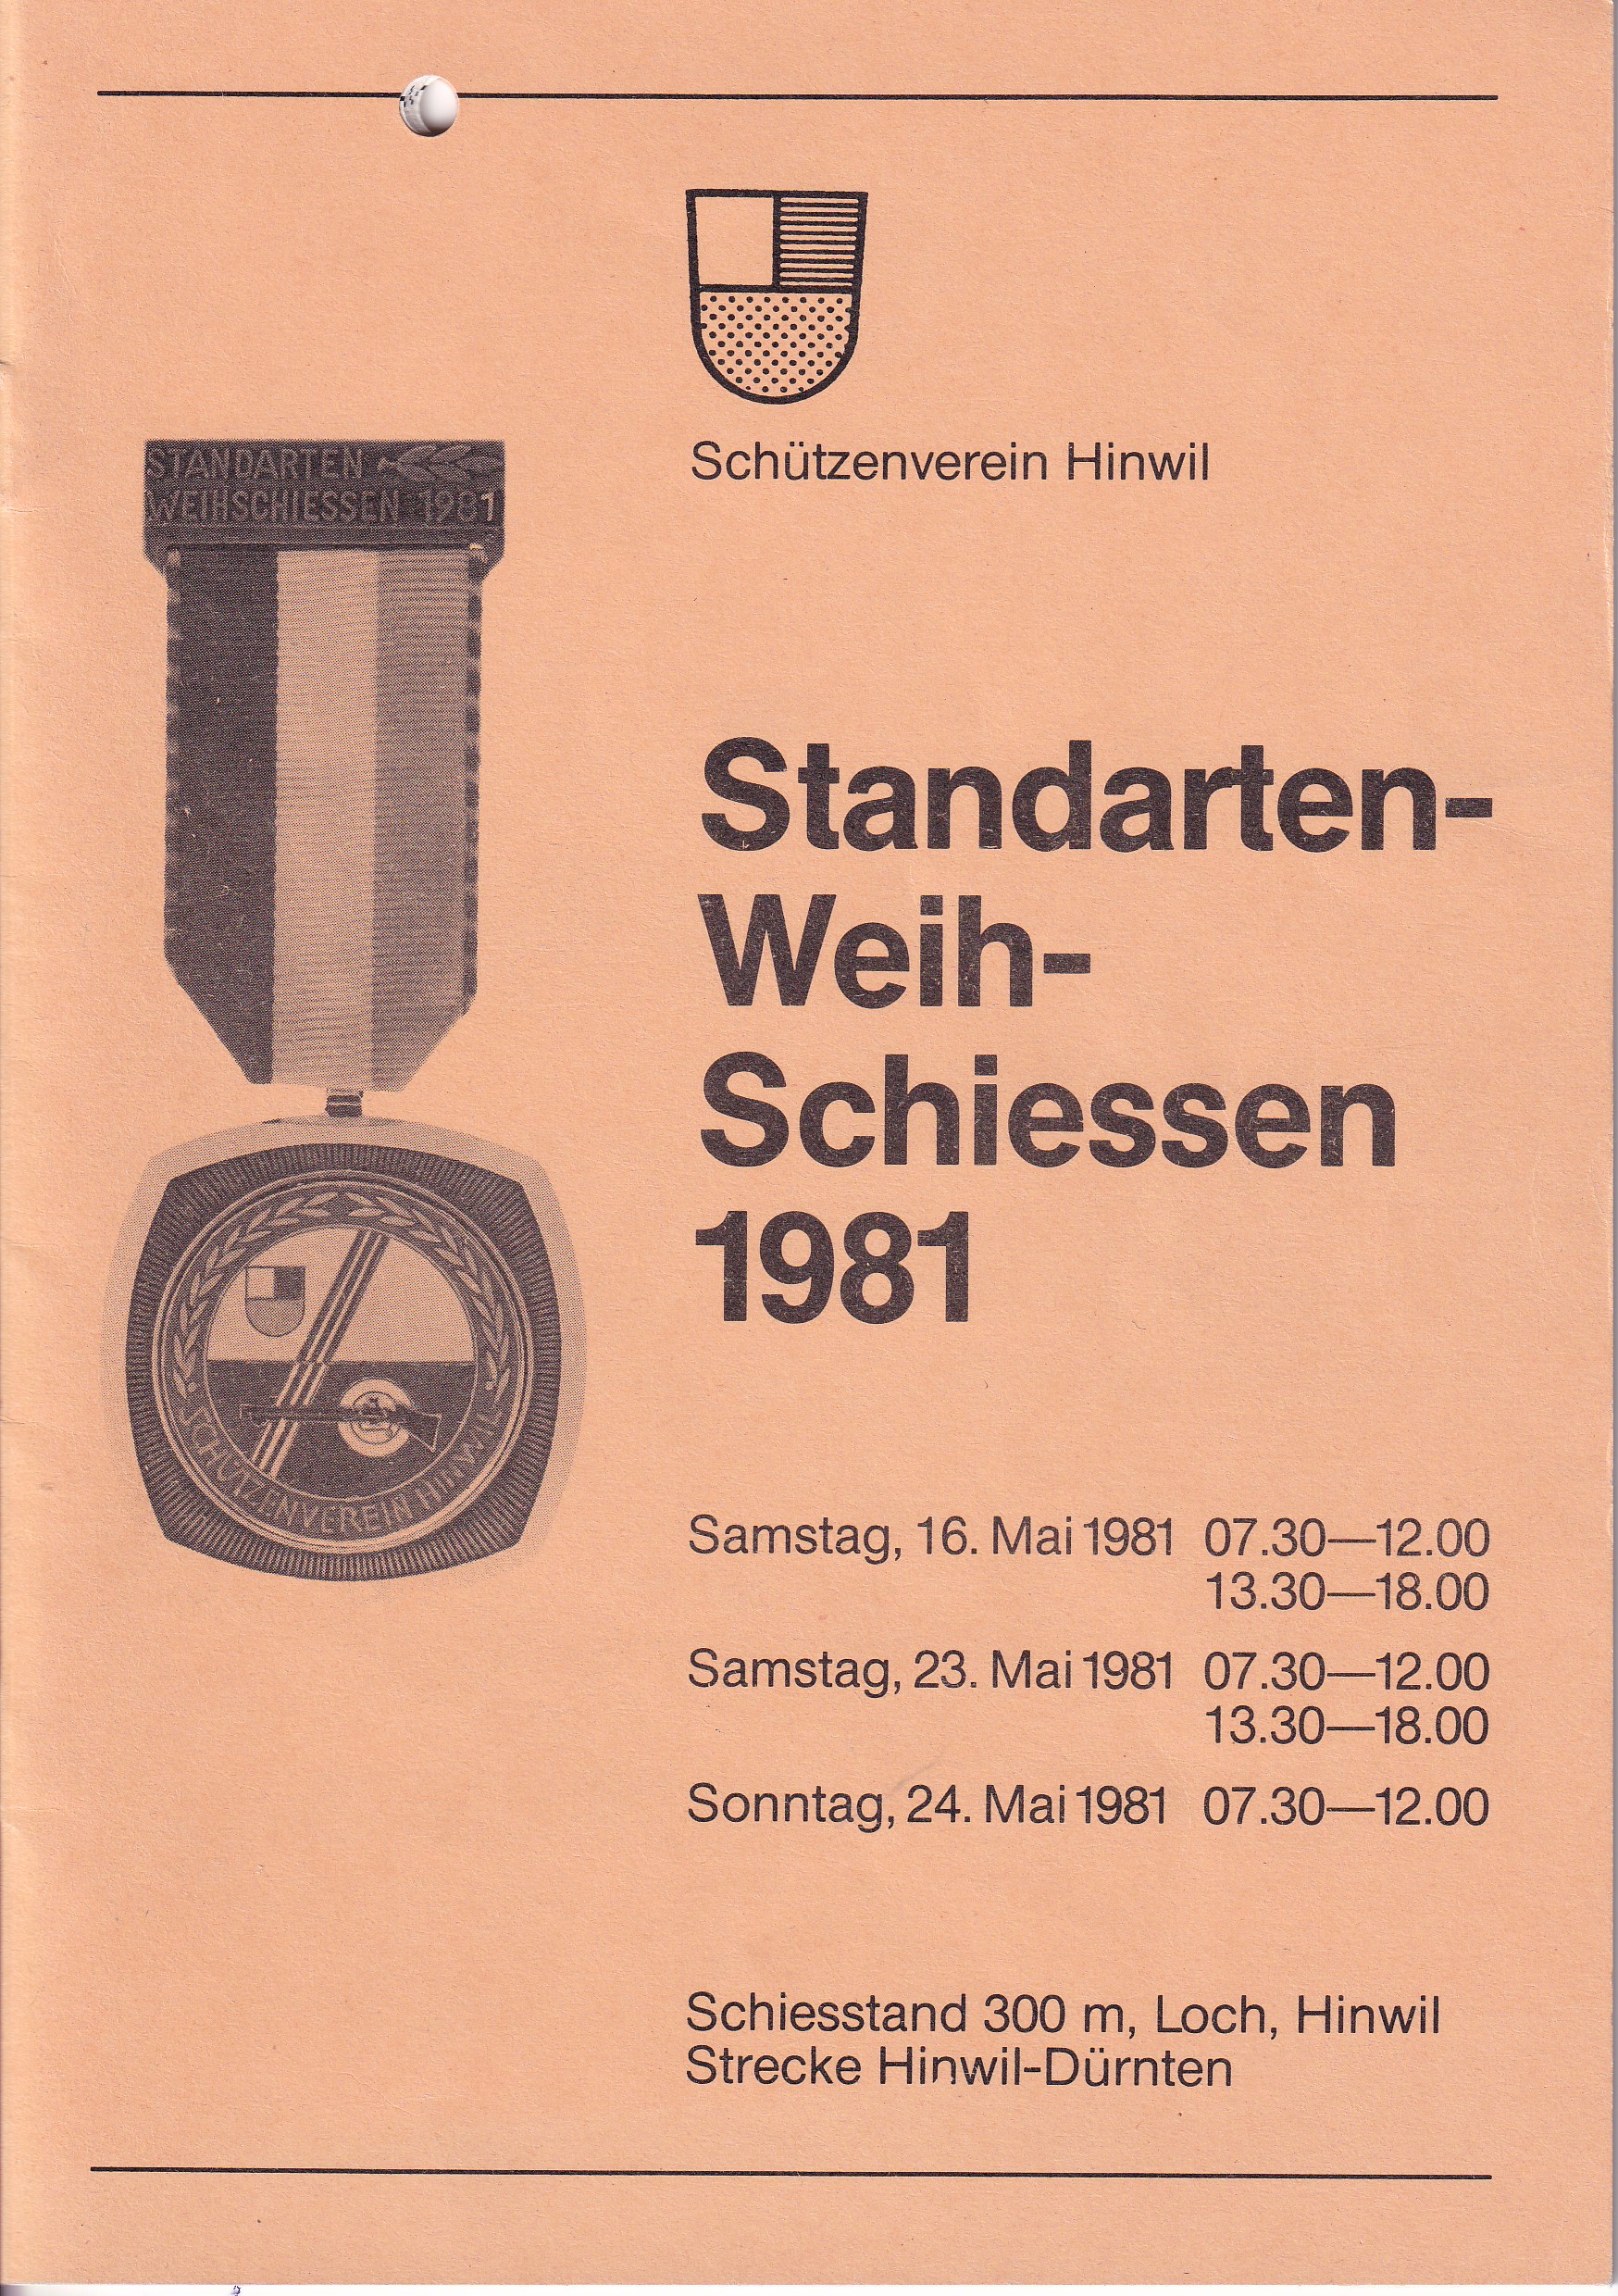 Schützenverein Hinwil
STANDARTEN
WEIHSCHIESSEN 1981
Standarten-
Weih-
Schiessen
1981
SCHÜTZENVEREIN HINWIL
Samstag, 16. Mai 1981 07.30—12.00
13.30—18.00
Samstag, 23. Mai 1981 07.30—12.00
13.30—18.00
Sonntag, 24. Mai 1981 07.30—12.00
Schiesstand 300 m, Loch, Hinwil
Strecke Hinwil-Dürnten